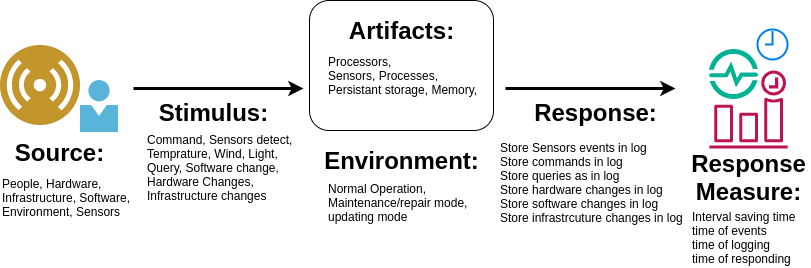 Source:
People, Hardware,
Infrastructure, Software,
Environment, Sensors
Stimulus:
Command, Sensors detect,
Temprature, Wind, Light,
Query, Software change,
Hardware Changes,
Infrastructure changes
Artifacts:
Processors,
Sensors, Processes,
Persistant storage, Memory,
Environment:
Normal Operation,
Maintenance/repair mode,
updating mode
Response:
Store Sensors events in log
Store commands in log
Store queries as in log
Store hardware changes in log
Store software changes in log
Store infrastrcuture changes in log
Response
Measure:
Interval saving time
time of events
time of logging
time of responding